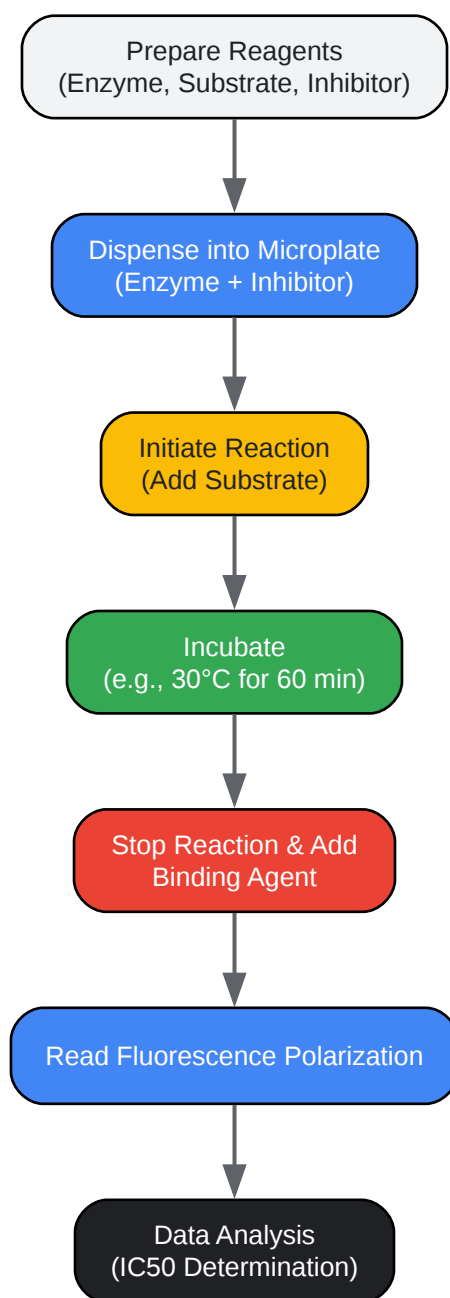 Prepare Reagents
(Enzyme, Substrate, Inhibitor)
Dispense into Microplate
(Enzyme + Inhibitor)
Initiate Reaction
(Add Substrate)
Incubate
(e.g., 30°C for 60 min)
Stop Reaction & Add
Binding Agent
Read Fluorescence Polarization
Data Analysis
(IC50 Determination)